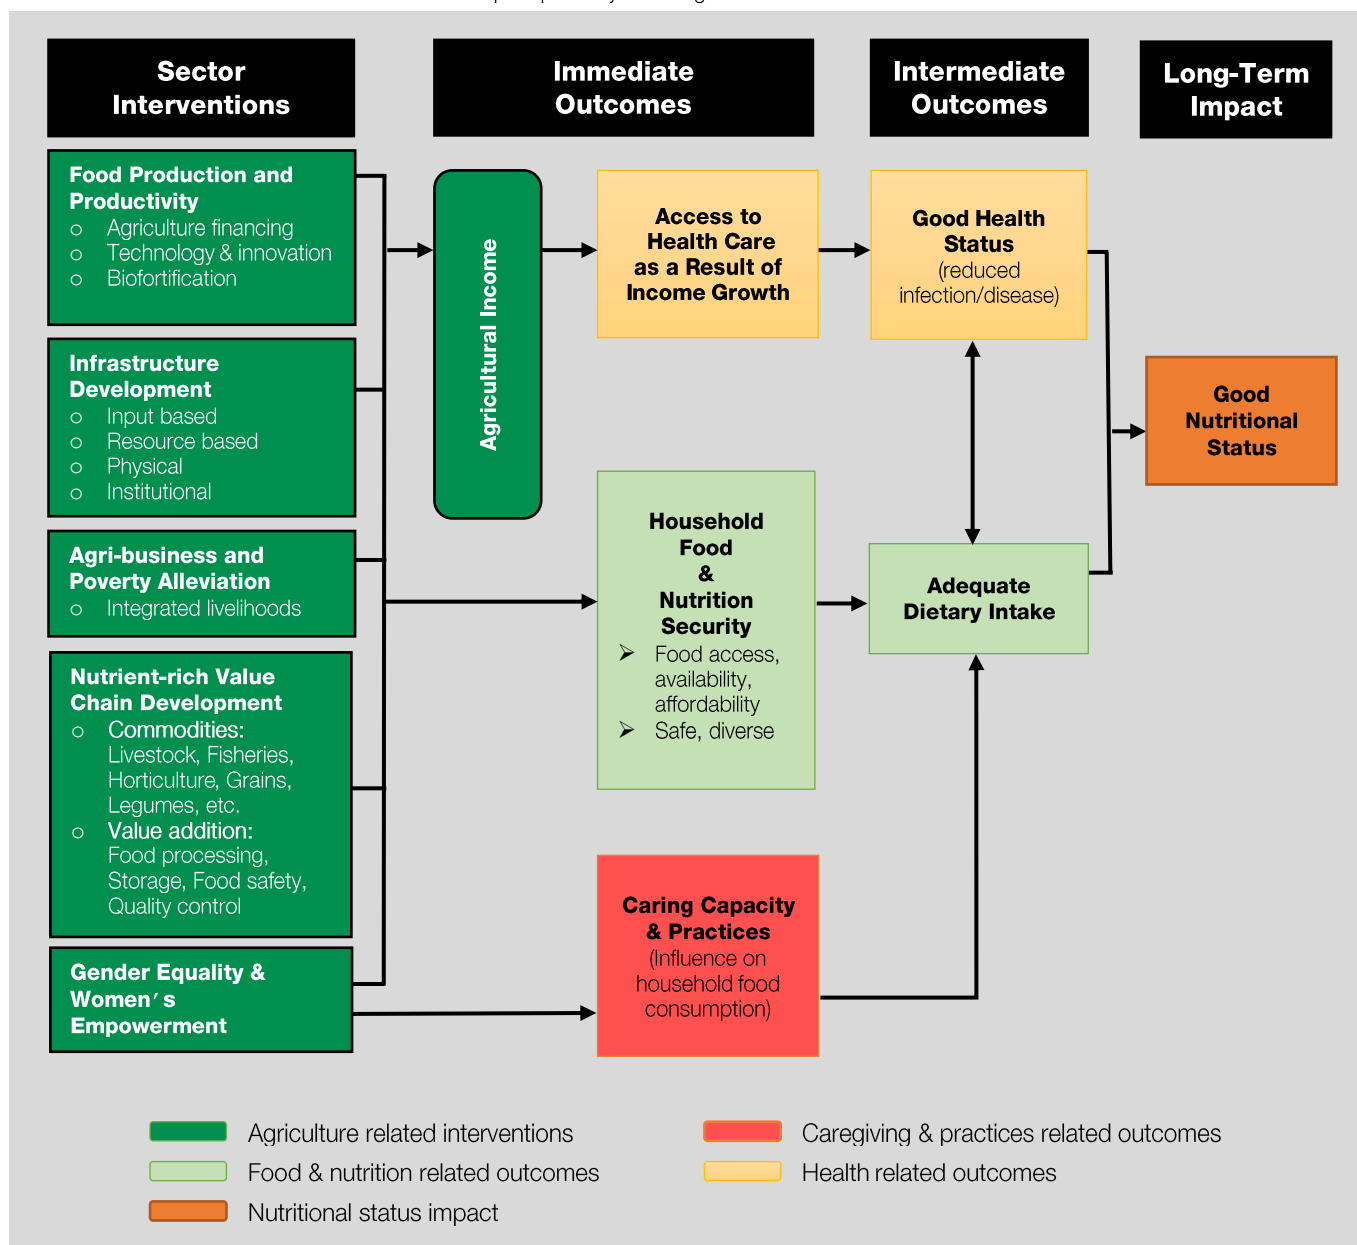 Sector
Interventions
Immediate
Outcomes
Intermediate
Outcomes
Long-Term
Impact
Food Production and
Productivity
o Agriculture financing
o Technology & innovation
o Biofortification
Infrastructure
Development
o Input based
o Resource based
o Physical
o Institutional
Agri-business and
Poverty Alleviation
o Integrated livelihoods
Nutrient-rich Value
Chain Development
o Commodities:
Livestock, Fisheries,
Horticulture, Grains,
Legumes, etc.
o Value addition:
Food processing,
Storage, Food safety,
Quality control
Gender Equality &
Women's
Empowerment
Agricultural Income
Access to
Health Care
as a Result of
Income Growth
Household
Food
&
Nutrition
Security
➢ Food access,
availability,
affordability
➢ Safe, diverse
Caring Capacity
& Practices
(Influence on
household food
consumption)
Good Health
Status
(reduced
infection/disease)
Adequate
Dietary Intake
Good
Nutritional
Status
Agriculture related interventions
Food & nutrition related outcomes
Nutritional status impact
Caregiving & practices related outcomes
Health related outcomes